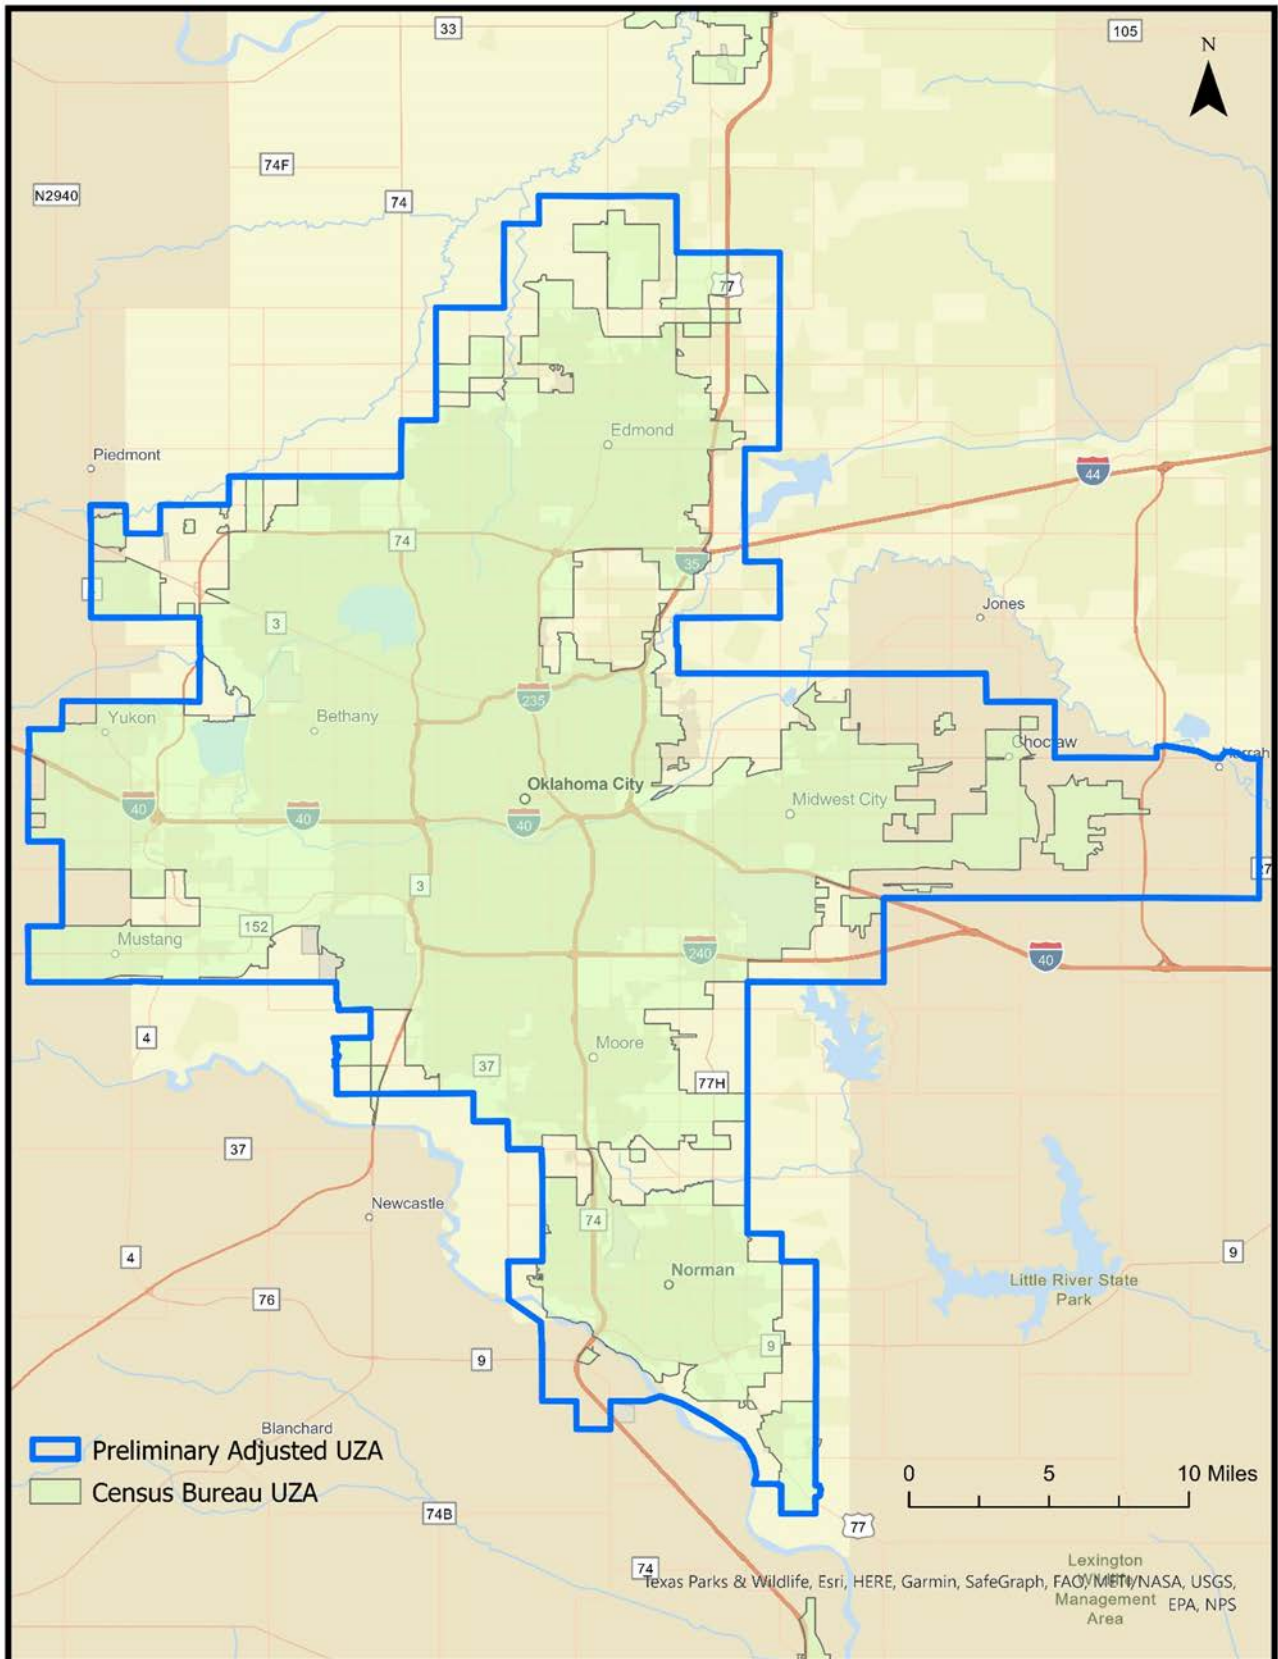 33
105
N
74F
N2940
74
77
Edmond
Piedmont
44
74
35
Jones
3
235
Yukon
Bethany
Choctaw
Harrah
Oklahoma City
40
40
40
Midwest City
3
152
Mustang
240
40
4
Moore
37
77H
37
Newcastle
74
4
9
Norman
Little River State
Park
76
9
9
Blanchard
Preliminary Adjusted UZA
Census Bureau UZA
0 5 10 Miles
74B
77
74
Lexington
Wildlife
Management
Area
Texas Parks & Wildlife, Esri, HERE, Garmin, SafeGraph, FAO, METI/NASA, USGS,
EPA, NPS